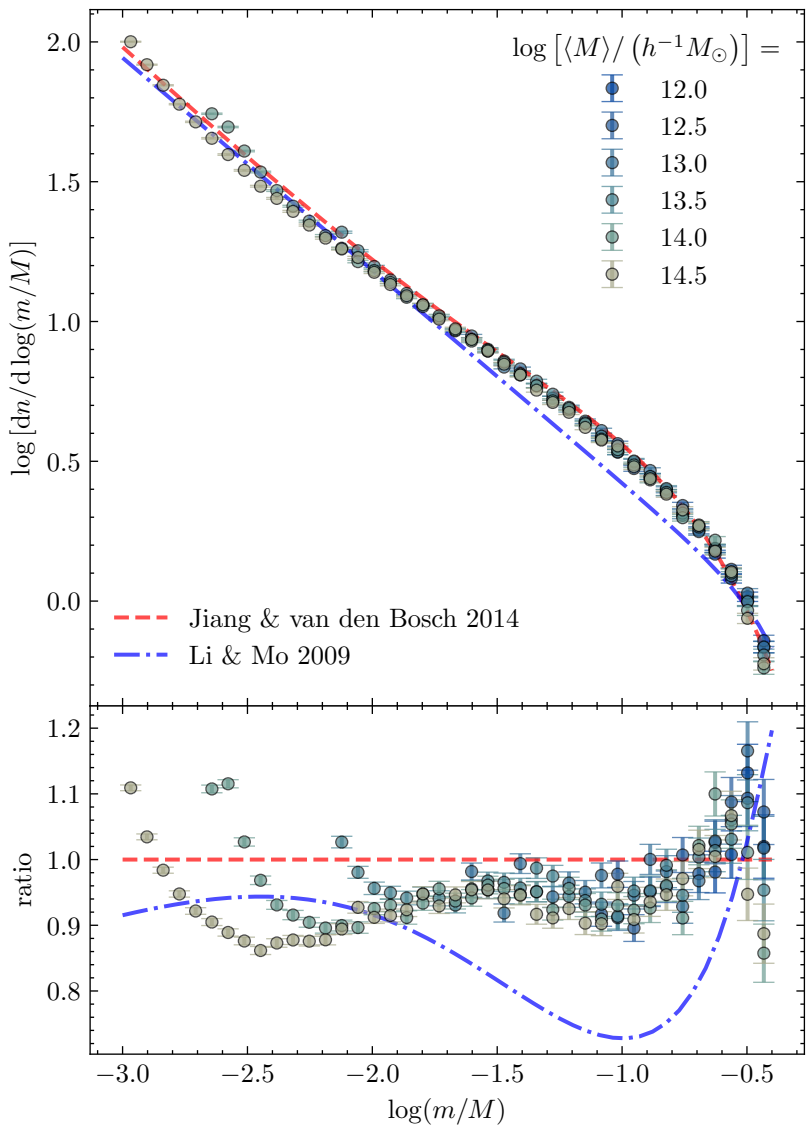 log [⟨M⟩/ (h⁻¹M⊙)] =
12.0
12.5
13.0
13.5
14.0
14.5
2.0
1.5
1.0
0.5
0.0
log [dn/d log(m/M)]
Jiang & van den Bosch 2014
Li & Mo 2009
1.2
1.1
1.0
0.9
0.8
ratio
−3.0 −2.5 −2.0 −1.5 −1.0 −0.5
log(m/M)